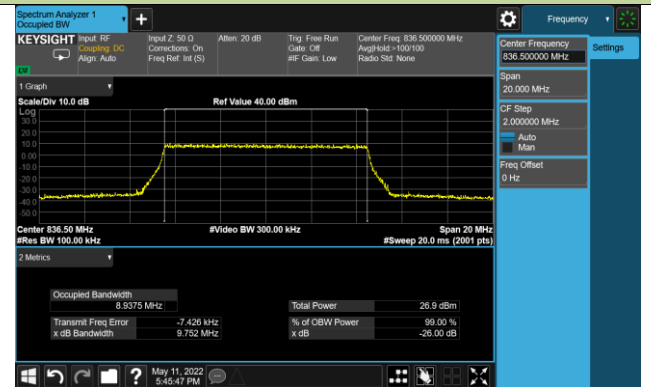 Spectrum Analyzer 1
Occupied BW
Frequency
KEYSIGHT
Input: RF
Coupling: DC
Align: Auto
Input Z: 50 Ω
Corrections: On
Freq Ref: Int (S)
Atten: 20 dB
Trig: Free Run
Gate: Off
#IF Gain: Low
Center Freq: 836.500000 MHz
Avg|Hold:>100/100
Radio Std: None
Center Frequency
836.500000 MHz
Settings
Span
20.000 MHz
CF Step
2.000000 MHz
Auto
Man
Freq Offset
0 Hz
1 Graph
Scale/Div 10.0 dB
Ref Value 40.00 dBm
Log
30.0
20.0
10.0
0.00
-10.0
-20.0
-30.0
-40.0
-50.0
Center 836.50 MHz
#Video BW 300.00 kHz
Span 20 MHz
#Res BW 100.00 kHz
#Sweep 20.0 ms (2001 pts)
2 Metrics
Occupied Bandwidth
8.9375 MHz
Total Power
26.9 dBm
Transmit Freq Error
-7.426 kHz
% of OBW Power
99.00 %
x dB Bandwidth
9.752 MHz
x dB
-26.00 dB
?
May 11, 2022
5:45:47 PM